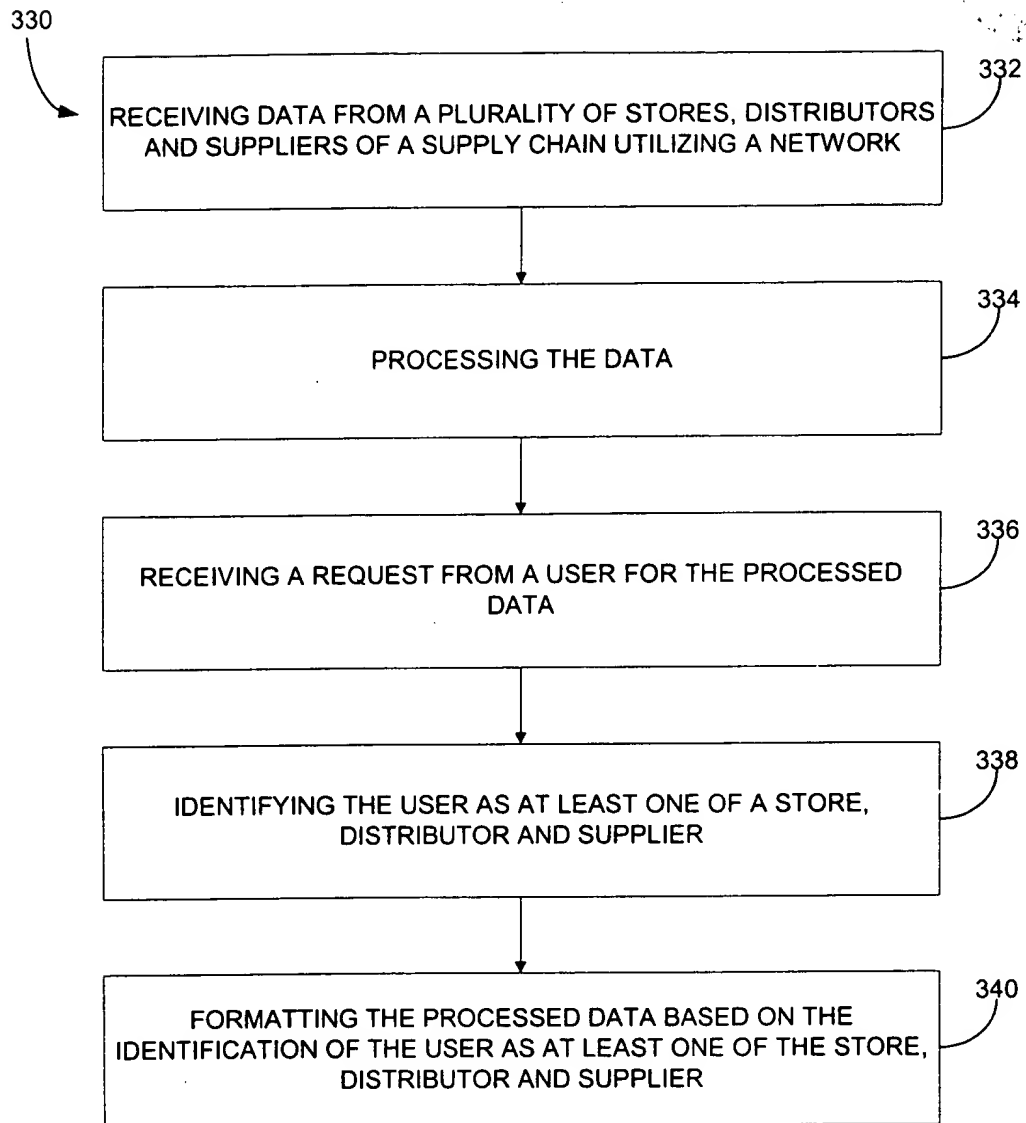 330
332
RECEIVING DATA FROM A PLURALITY OF STORES, DISTRIBUTORS
AND SUPPLIERS OF A SUPPLY CHAIN UTILIZING A NETWORK
334
PROCESSING THE DATA
336
RECEIVING A REQUEST FROM A USER FOR THE PROCESSED
DATA
338
IDENTIFYING THE USER AS AT LEAST ONE OF A STORE,
DISTRIBUTOR AND SUPPLIER
340
FORMATTING THE PROCESSED DATA BASED ON THE
IDENTIFICATION OF THE USER AS AT LEAST ONE OF THE STORE,
DISTRIBUTOR AND SUPPLIER